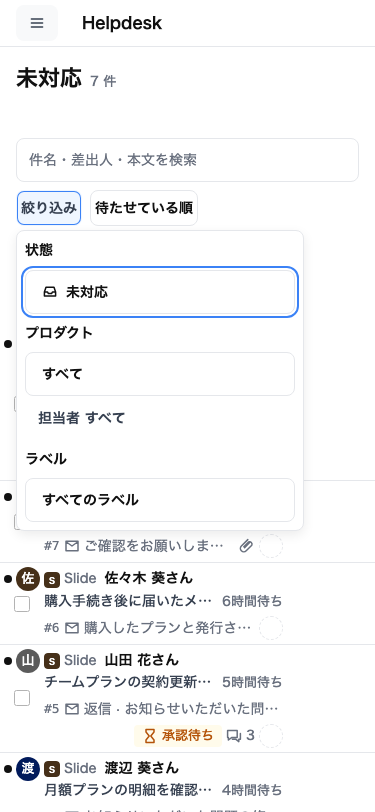 Helpdesk
未対応 7 件
件名・差出人・本文を検索
絞り込み 待たせている順
状態
未対応
プロダクト
すべて
担当者 すべて
ラベル
すべてのラベル
#7 ご確認をお願いしま…
佐 s Slide 佐々木 葵さん
購入手続き後に届いたメ… 6時間待ち
#6 購入したプランと発行さ…
山 s Slide 山田 花さん
チームプランの契約更新… 5時間待ち
#5 返信 · お知らせいただいた問…
承認待ち 3
渡 s Slide 渡辺 葵さん
月額プランの明細を確認… 4時間待ち